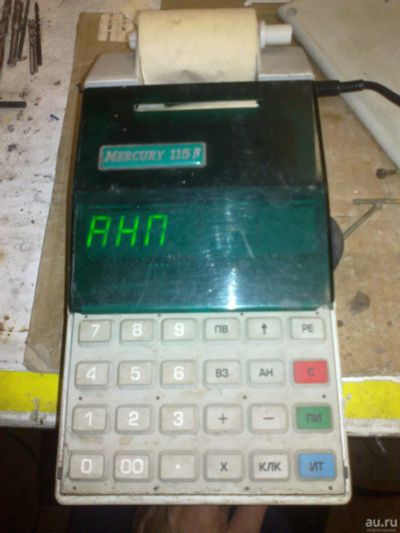 MERCURY 115 F
АНП
7 8 9 ПВ ↑ РЕ
4 5 6 ВЗ АН С
1 2 3 + - ПИ
0 00 · X КЛК ИТ
au.ru